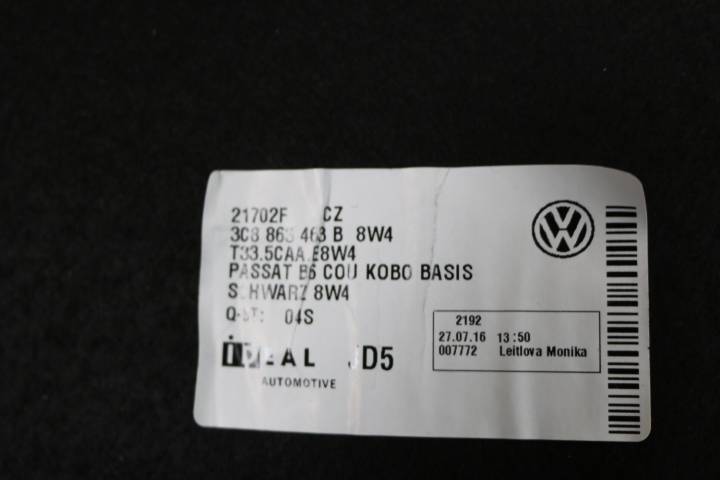 21702F CZ
3C8 863 463 B 8W4
T33.5CAA.E8W4
PASSAT B6 COU KOBO BASIS
SCHWARZ 8W4
Q-ST: 04S
IDEAL JD5
AUTOMOTIVE
2192
27.07.16 13:50
007772 Leitlova Monika
VW